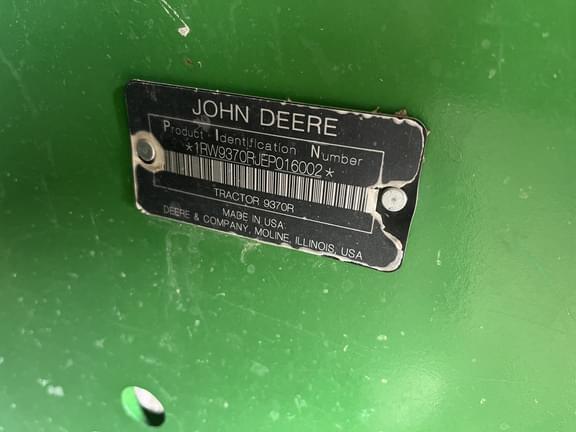 JOHN DEERE
Product Identification Number
*1RW9370RJEP016002*
TRACTOR 9370R
MADE IN USA
DEERE & COMPANY, MOLINE, ILLINOIS, USA